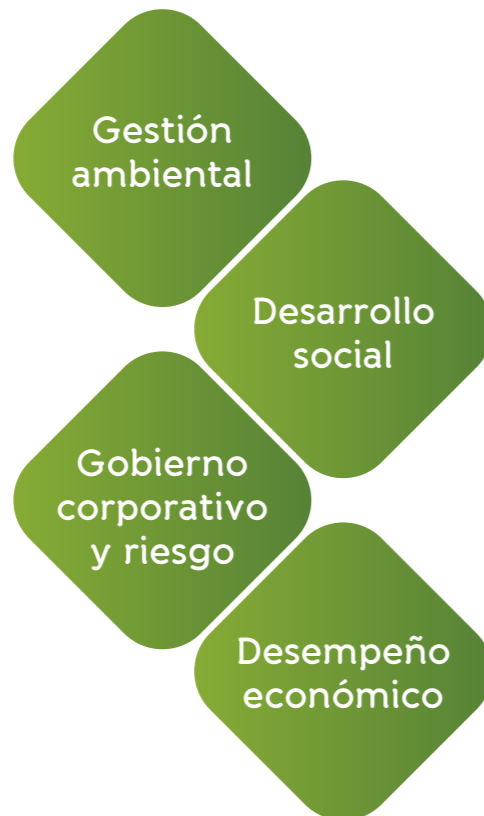 Gestión
ambiental
Desarrollo
social
Gobierno
corporativo
y riesgo
Desempeño
económico